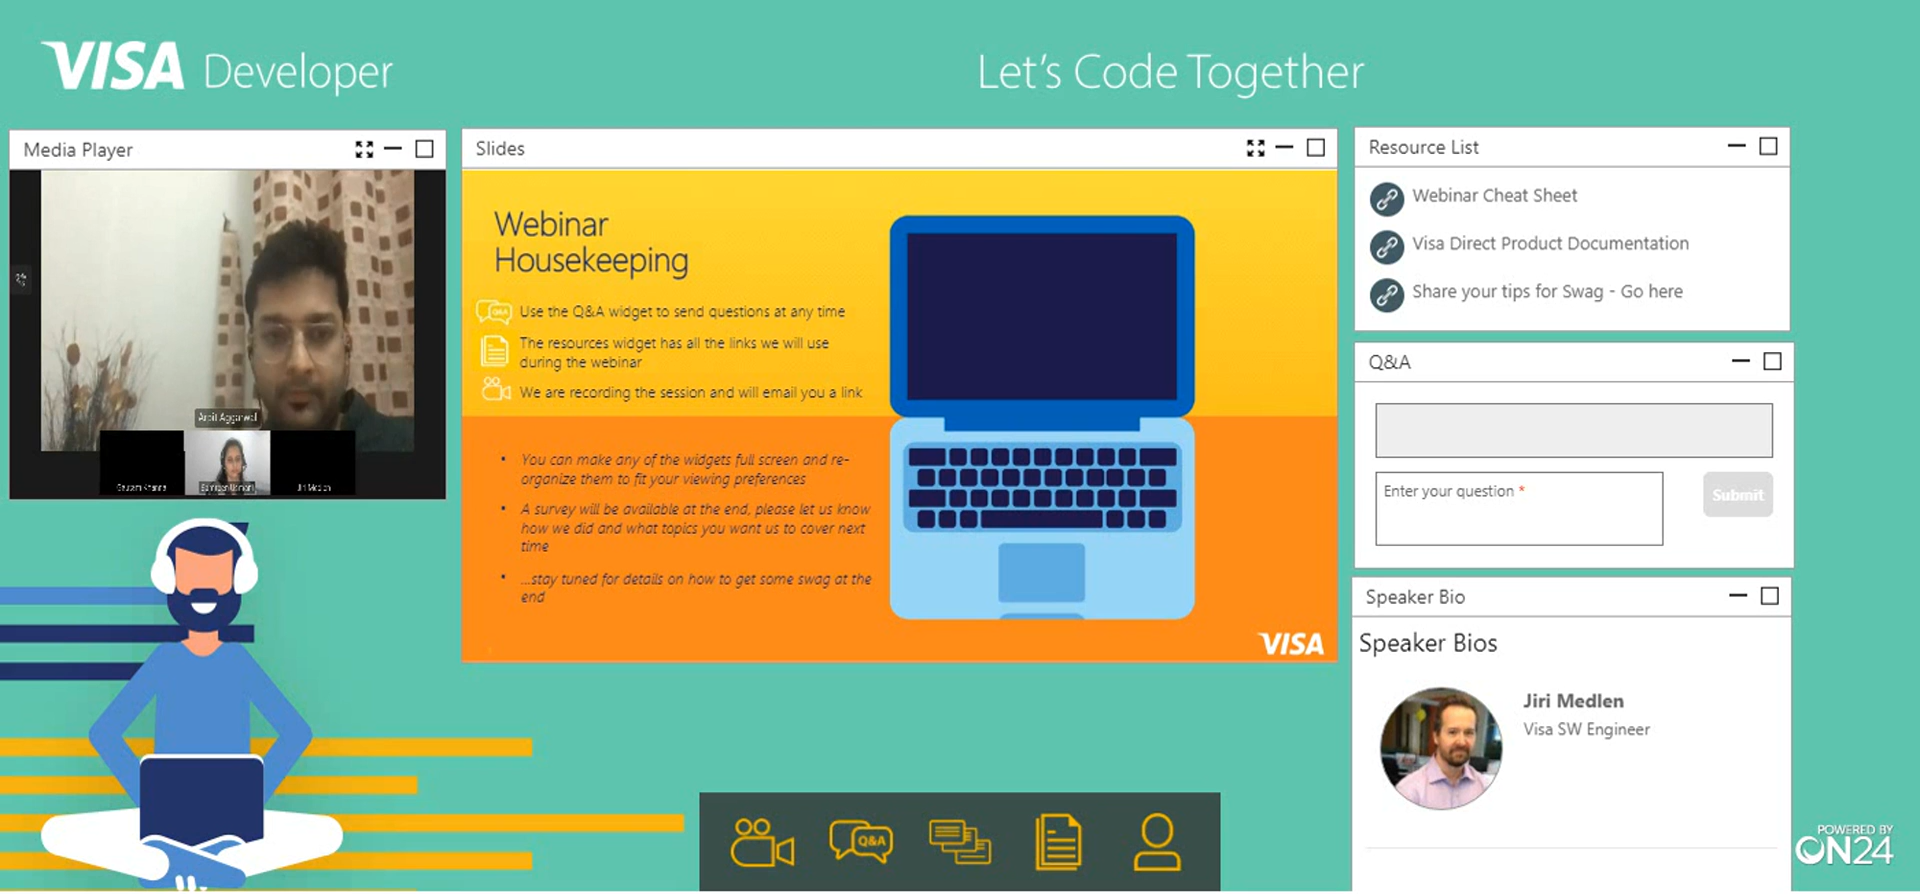 VISA Developer
Let's Code Together
Media Player
Arpit Aggarwal
Gautam Khanna
Jiri Medlen
Slides
Webinar
Housekeeping
Q&A
Use the Q&A widget to send questions at any time
The resources widget has all the links we will use
during the webinar
We are recording the session and will email you a link
• You can make any of the widgets full screen and re-
organize them to fit your viewing preferences
• A survey will be available at the end, please let us know
how we did and what topics you want us to cover next
time
• ...stay tuned for details on how to get some swag at the
end
VISA
Resource List
Webinar Cheat Sheet
Visa Direct Product Documentation
Share your tips for Swag - Go here
Q&A
Enter your question *
Submit
Speaker Bio
Speaker Bios
Jiri Medlen
Visa SW Engineer
Q&A
POWERED BY
ON24